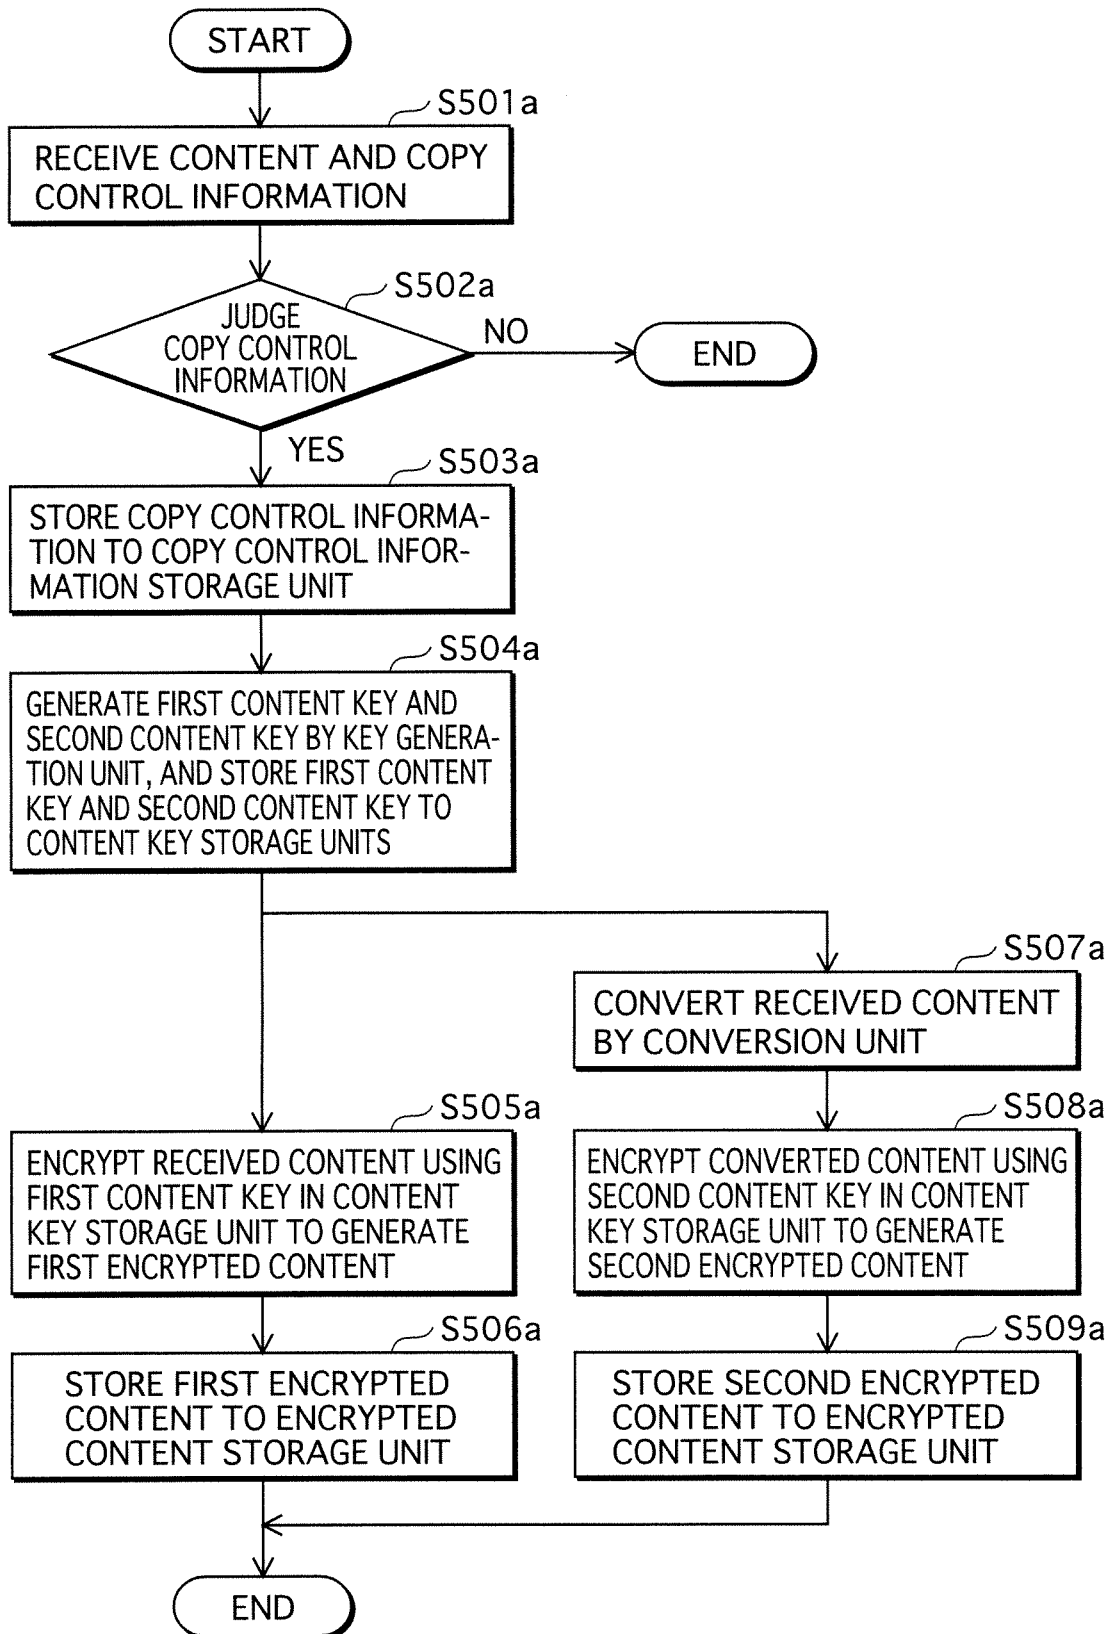 START
S501a
RECEIVE CONTENT AND COPY
CONTROL INFORMATION
S502a
JUDGE
COPY CONTROL
INFORMATION
NO
END
YES
S503a
STORE COPY CONTROL INFORMA-
TION TO COPY CONTROL INFOR-
MATION STORAGE UNIT
S504a
GENERATE FIRST CONTENT KEY AND
SECOND CONTENT KEY BY KEY GENERA-
TION UNIT, AND STORE FIRST CONTENT
KEY AND SECOND CONTENT KEY TO
CONTENT KEY STORAGE UNITS
S507a
CONVERT RECEIVED CONTENT
BY CONVERSION UNIT
S505a
ENCRYPT RECEIVED CONTENT USING
FIRST CONTENT KEY IN CONTENT
KEY STORAGE UNIT TO GENERATE
FIRST ENCRYPTED CONTENT
S508a
ENCRYPT CONVERTED CONTENT USING
SECOND CONTENT KEY IN CONTENT
KEY STORAGE UNIT TO GENERATE
SECOND ENCRYPTED CONTENT
S506a
STORE FIRST ENCRYPTED
CONTENT TO ENCRYPTED
CONTENT STORAGE UNIT
S509a
STORE SECOND ENCRYPTED
CONTENT TO ENCRYPTED
CONTENT STORAGE UNIT
END